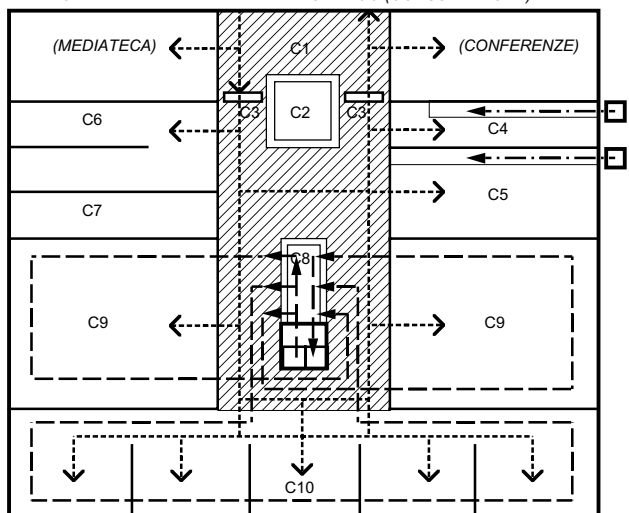 C1
(MEDIATECA)
(CONFERENZE)
C3
C2
C3
C6
C4
C5
C7
C8
C9
C9
C10